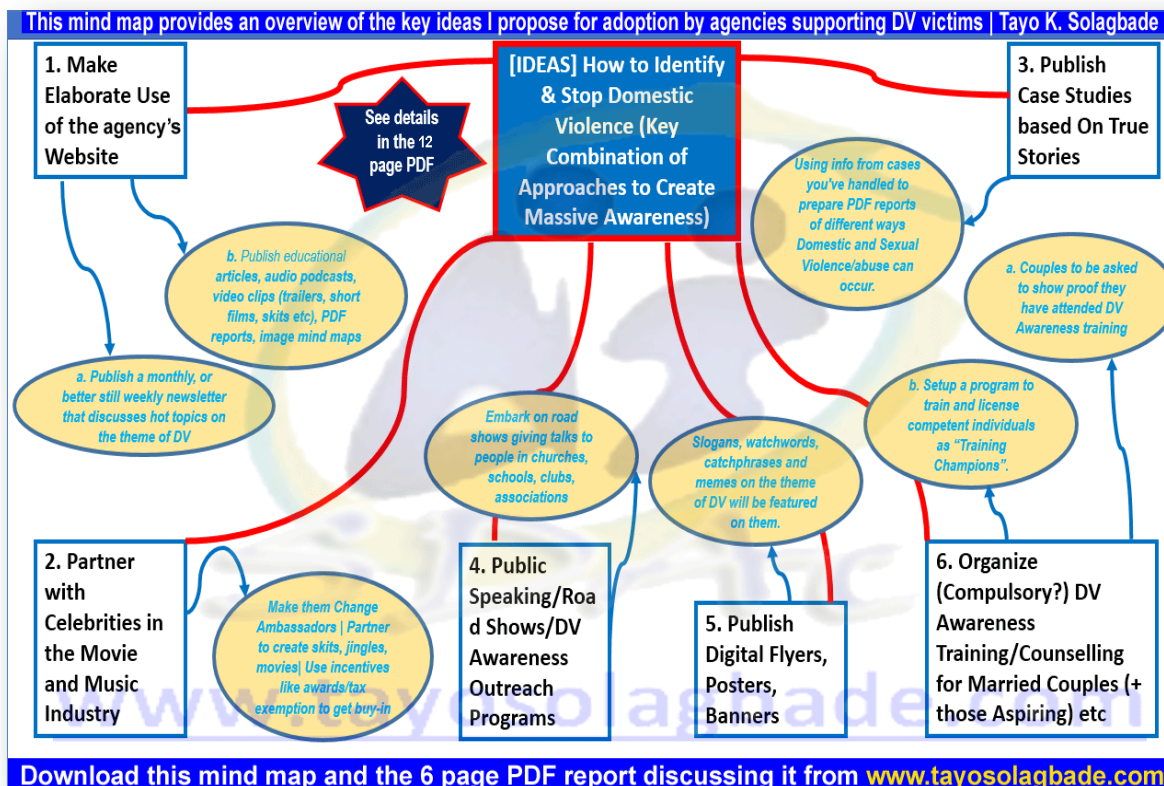 This mind map provides an overview of the key ideas I propose for adoption by agencies supporting DV victims | Tayo K. Solagbade
1. Make
Elaborate Use
of the agency's
Website
See details
in the 12
page PDF
[IDEAS] How to Identify
& Stop Domestic
Violence (Key
Combination of
Approaches to Create
Massive Awareness)
3. Publish
Case Studies
based On True
Stories
Using info from cases
you've handled to
prepare PDF reports
of different ways
Domestic and Sexual
Violence/abuse can
occur.
b. Publish educational
articles, audio podcasts,
video clips (trailers, short
films, skits etc), PDF
reports, image mind maps
a. Couples to be asked
to show proof they
have attended DV
Awareness training
a. Publish a monthly, or
better still weekly newsletter
that discusses hot topics on
the theme of DV
Embark on road
shows giving talks to
people in churches,
schools, clubs,
associations
Slogans, watchwords,
catchphrases and
memes on the theme
of DV will be featured
on them.
b. Setup a program to
train and license
competent individuals
as "Training
Champions".
2. Partner
with
Celebrities in
the Movie
and Music
Industry
Make them Change
Ambassadors | Partner
to create skits, jingles,
movies| Use incentives
like awards/tax
exemption to get buy-in
4. Public
Speaking/Roa
d Shows/DV
Awareness
Outreach
Programs
5. Publish
Digital Flyers,
Posters,
Banners
6. Organize
(Compulsory?) DV
Awareness
Training/Counselling
for Married Couples (+
those Aspiring) etc
www.tayosolagbade.com
Download this mind map and the 6 page PDF report discussing it from www.tayosolagbade.com